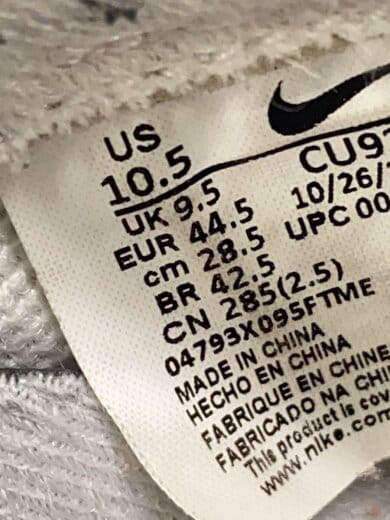 US
10.5
UK 9.5
EUR 44.5
cm 28.5
BR 42.5
CN 285(2.5)
04793X095FTME
MADE IN CHINA
HECHO EN CHINA
FABRIQUE EN CHINE
FABRICADO NA CHI
This product is cov
www.nike.com
CU9
10/26/
UPC 00